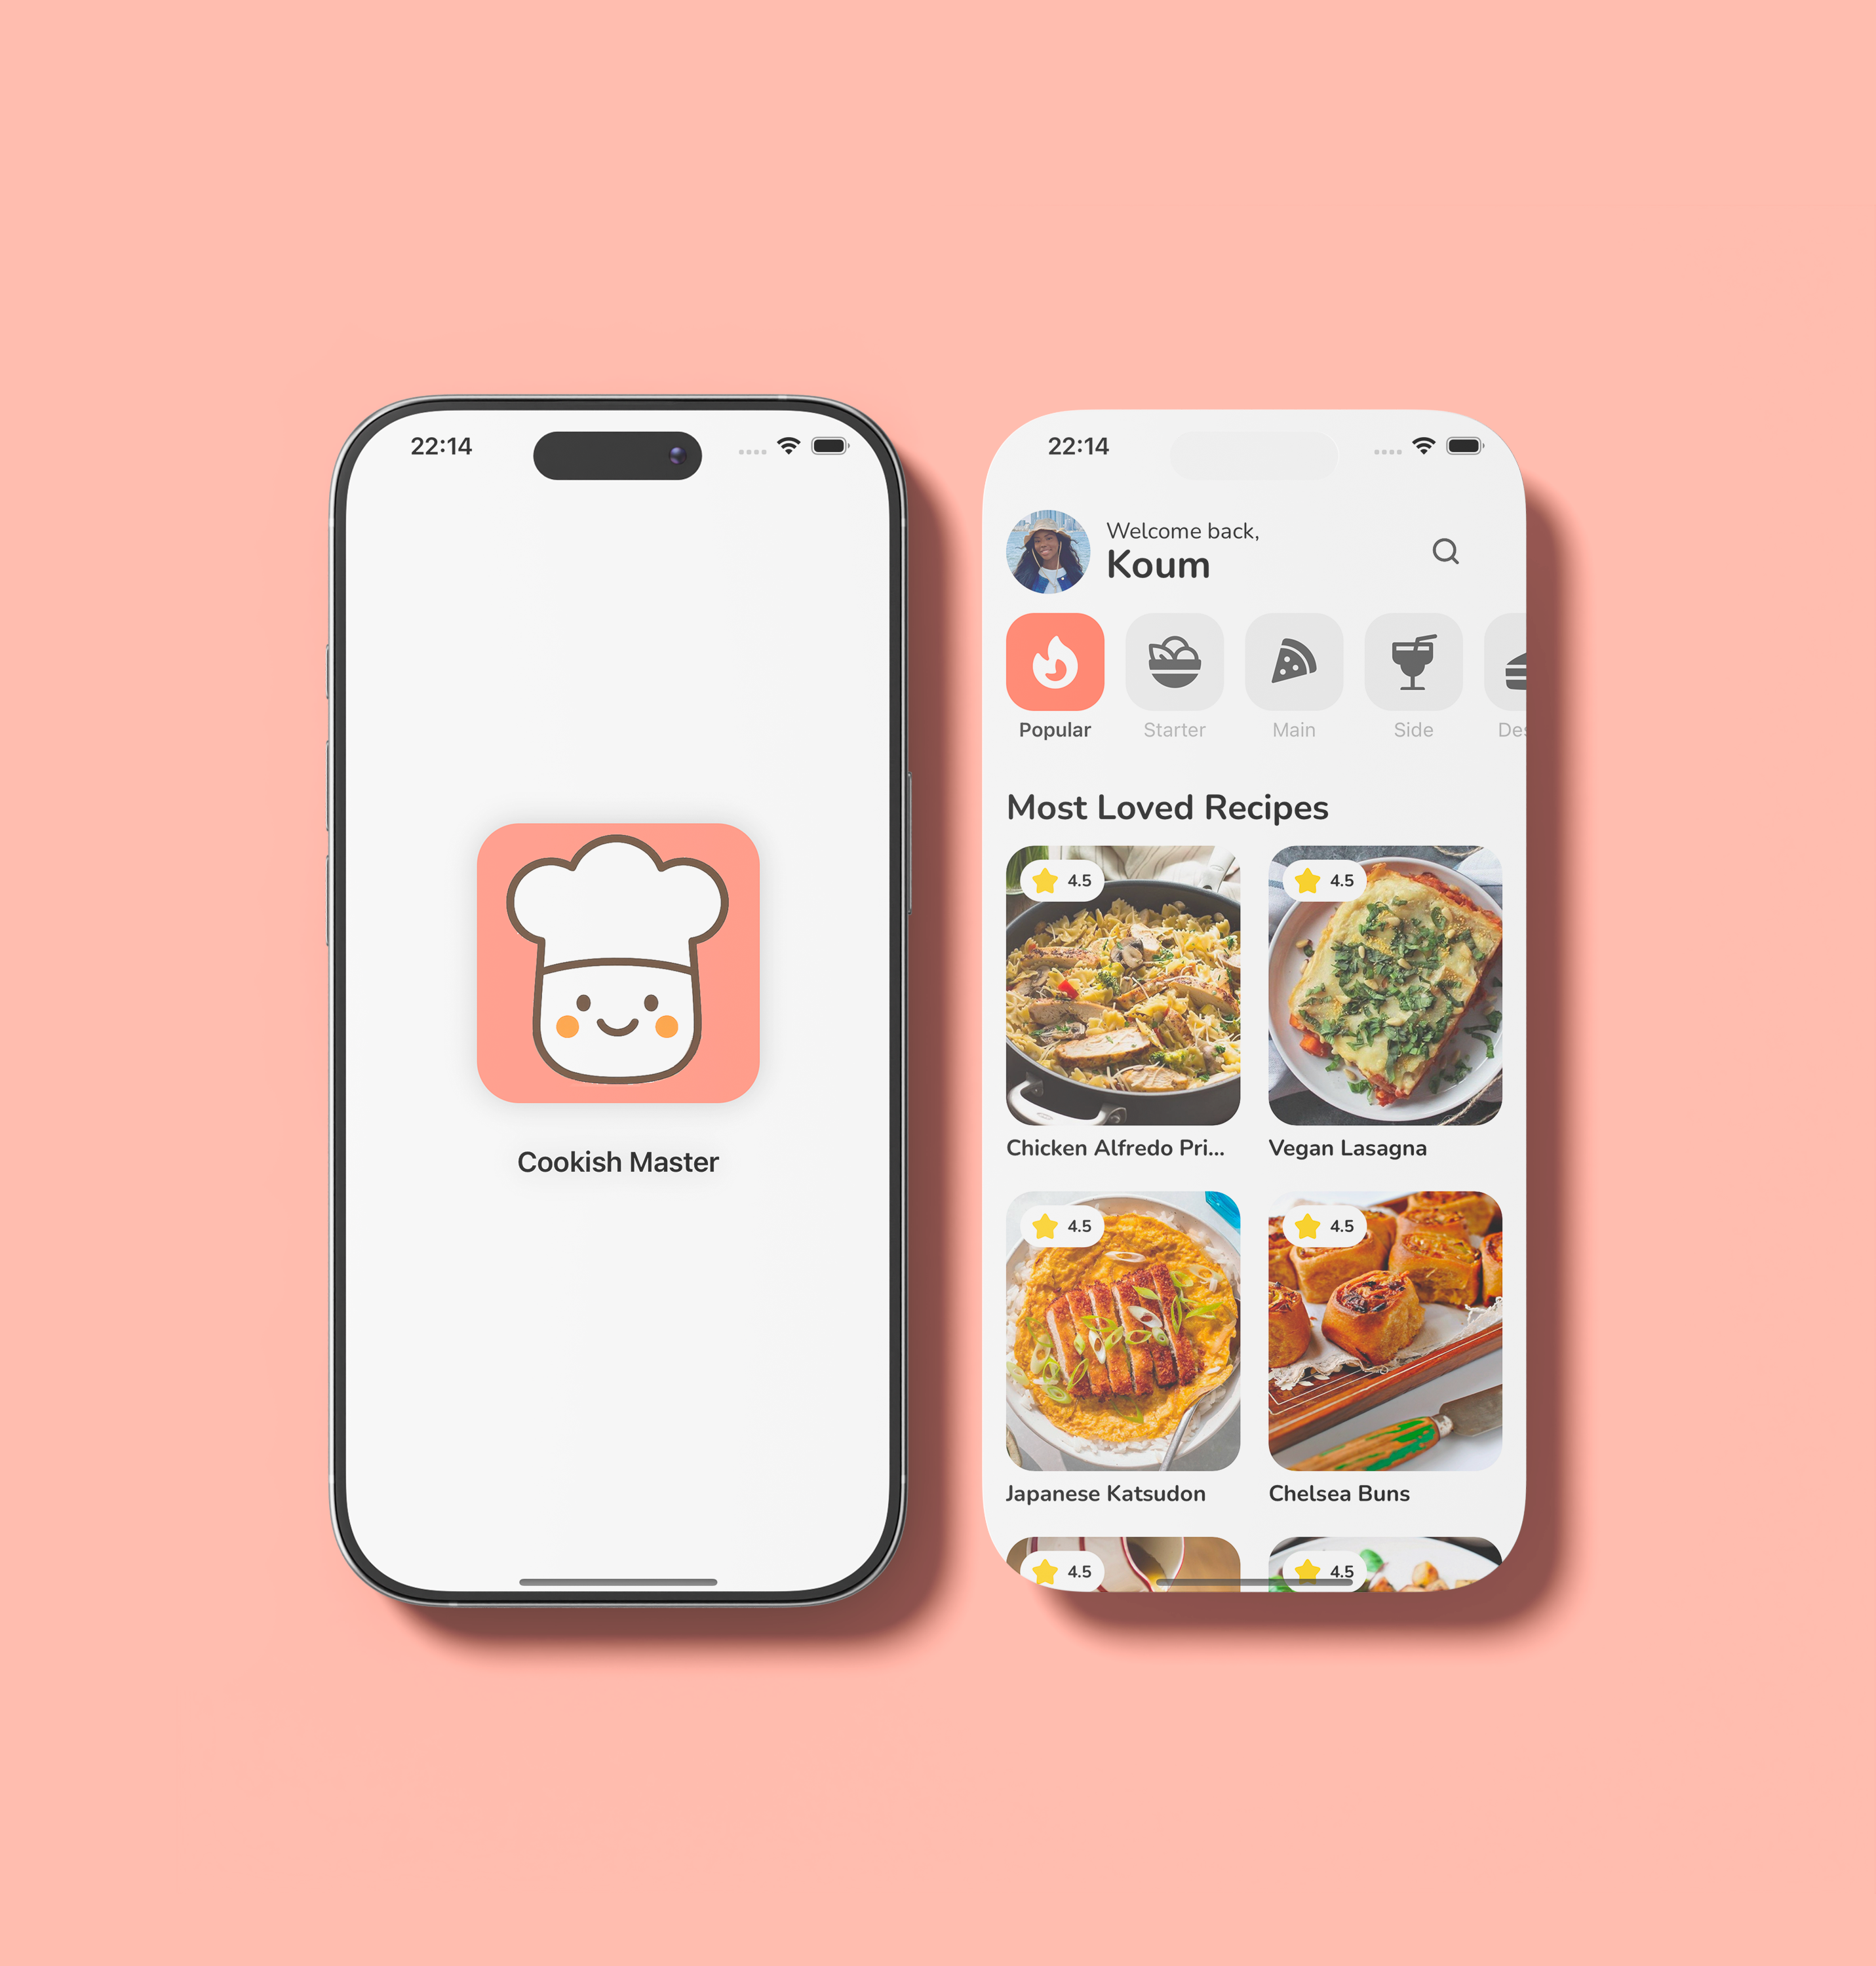 22:14
Cookish Master
22:14
Welcome back,
Koum
Popular
Starter
Main
Side
Des
Most Loved Recipes
4.5
4.5
Chicken Alfredo Pri...
Vegan Lasagna
4.5
4.5
Japanese Katsudon
Chelsea Buns
4.5
4.5